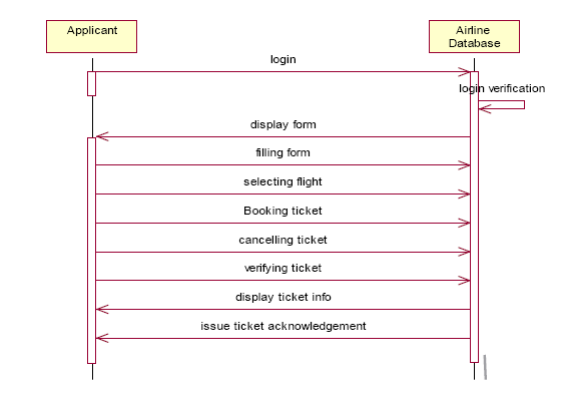 Applicant
Airline
Database
login
login verification
display form
filling form
selecting flight
Booking ticket
cancelling ticket
verifying ticket
display ticket info
issue ticket acknowledgement